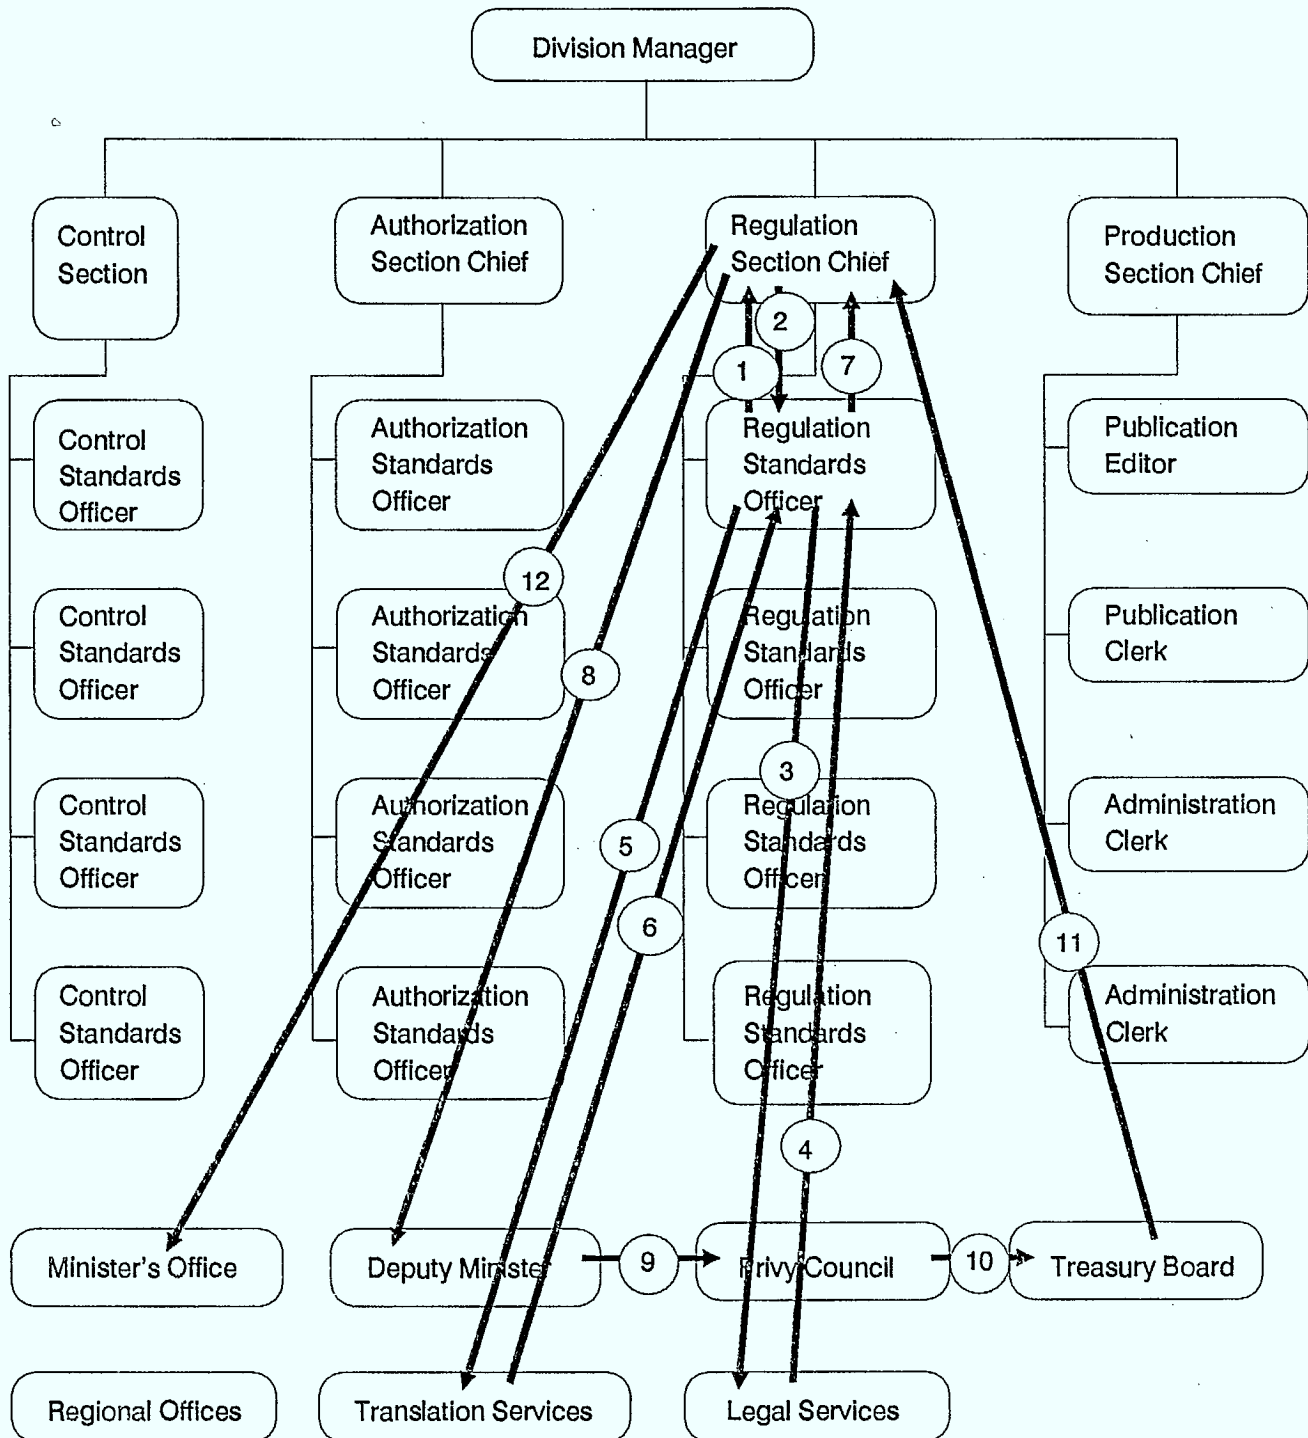 Division Manager
Control
Section
Authorization
Section Chief
Regulation
Section Chief
Production
Section Chief
2
1
7
Control
Standards
Officer
Authorization
Standards
Officer
Regulation
Standards
Officer
Publication
Editor
12
Control
Standards
Officer
Authorization
Standards
Officer
Regulation
Standards
Officer
Publication
Clerk
8
3
Control
Standards
Officer
Authorization
Standards
Officer
Regulation
Standards
Officer
Administration
Clerk
5
6
11
Control
Standards
Officer
Authorization
Standards
Officer
Regulation
Standards
Officer
Administration
Clerk
4
Minister's Office
Deputy Minister
9
Privy Council
10
Treasury Board
Regional Offices
Translation Services
Legal Services